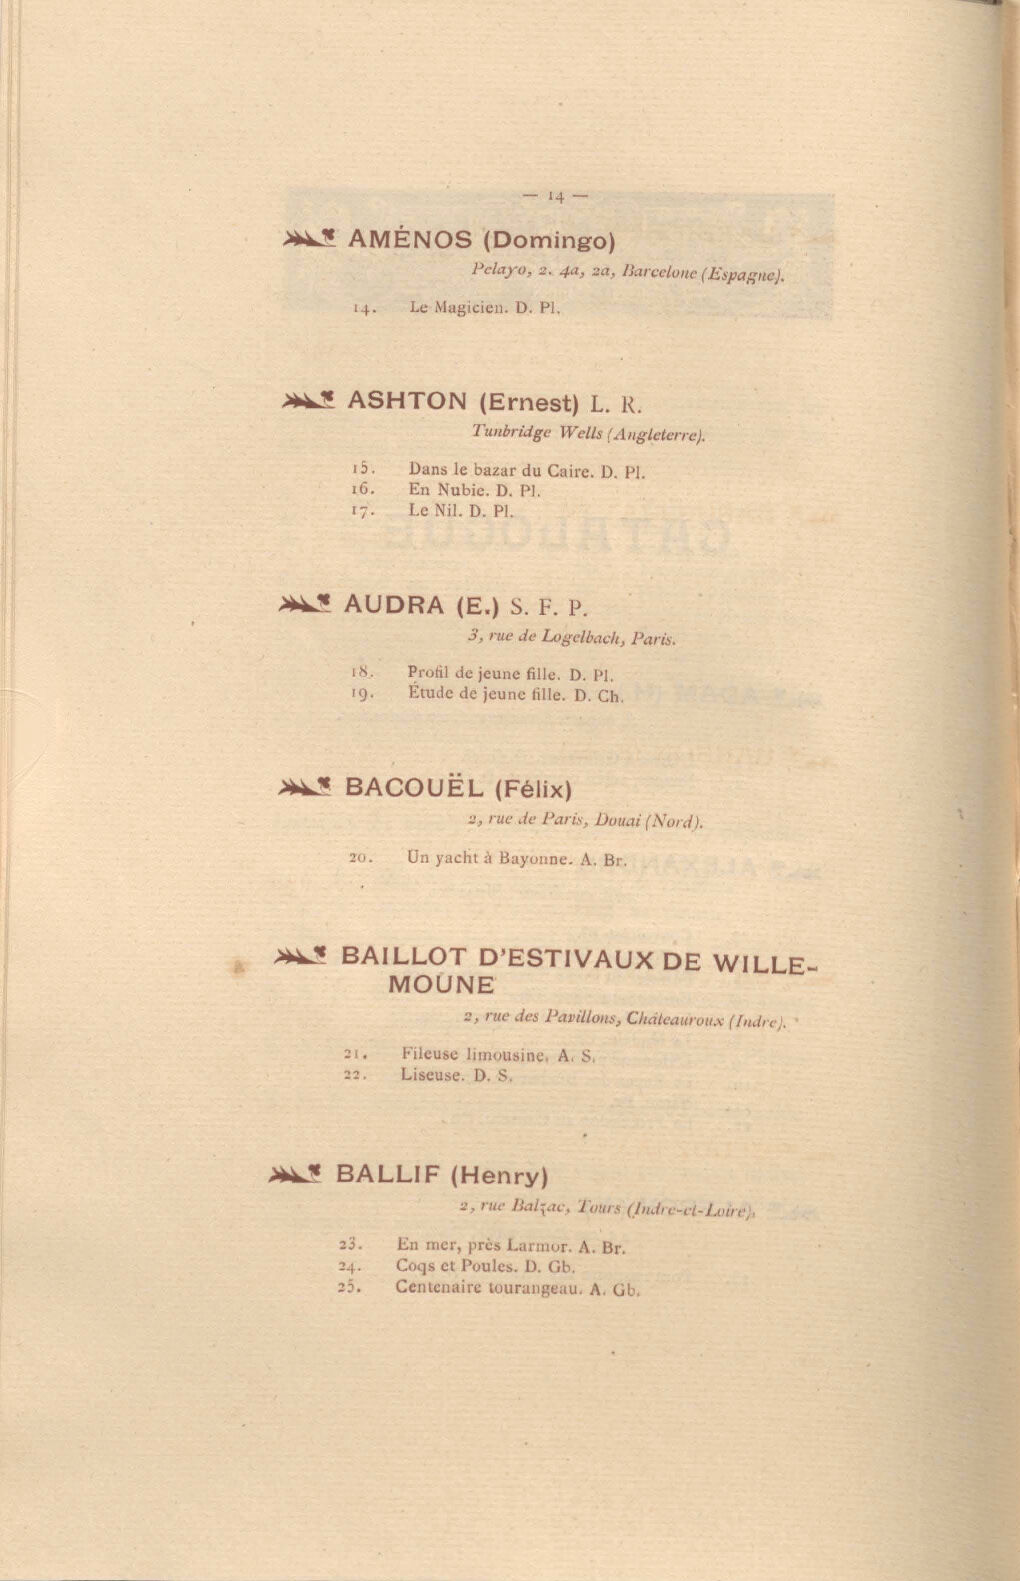 — 14 —
AMÉNOS (Domingo)
Pelayo, 2. 4a, 2a, Barcelone (Espagne).
14. Le Magicien. D. Pl.
ASHTON (Ernest) L. R.
Tunbridge Wells (Angleterre).
15. Dans le bazar du Caire. D. Pl.
16. En Nubie. D. Pl.
17. Le Nil. D. Pl.
AUDRA (E.) S. F. P.
3, rue de Logelbach, Paris.
18. Profil de jeune fille. D. Pl.
19. Étude de jeune fille. D. Ch.
BACOUËL (Félix)
2, rue de Paris, Douai (Nord).
20. Un yacht à Bayonne. A. Br.
BAILLOT D'ESTIVAUX DE WILLE-
MOUNE
2, rue des Pavillons, Châteauroux (Indre).
21. Fileuse limousine. A. S.
22. Liseuse. D. S.
BALLIF (Henry)
2, rue Balzac, Tours (Indre-et-Loire).
23. En mer, près Larmor. A. Br.
24. Coqs et Poules. D. Gb.
25. Centenaire tourangeau. A. Gb.